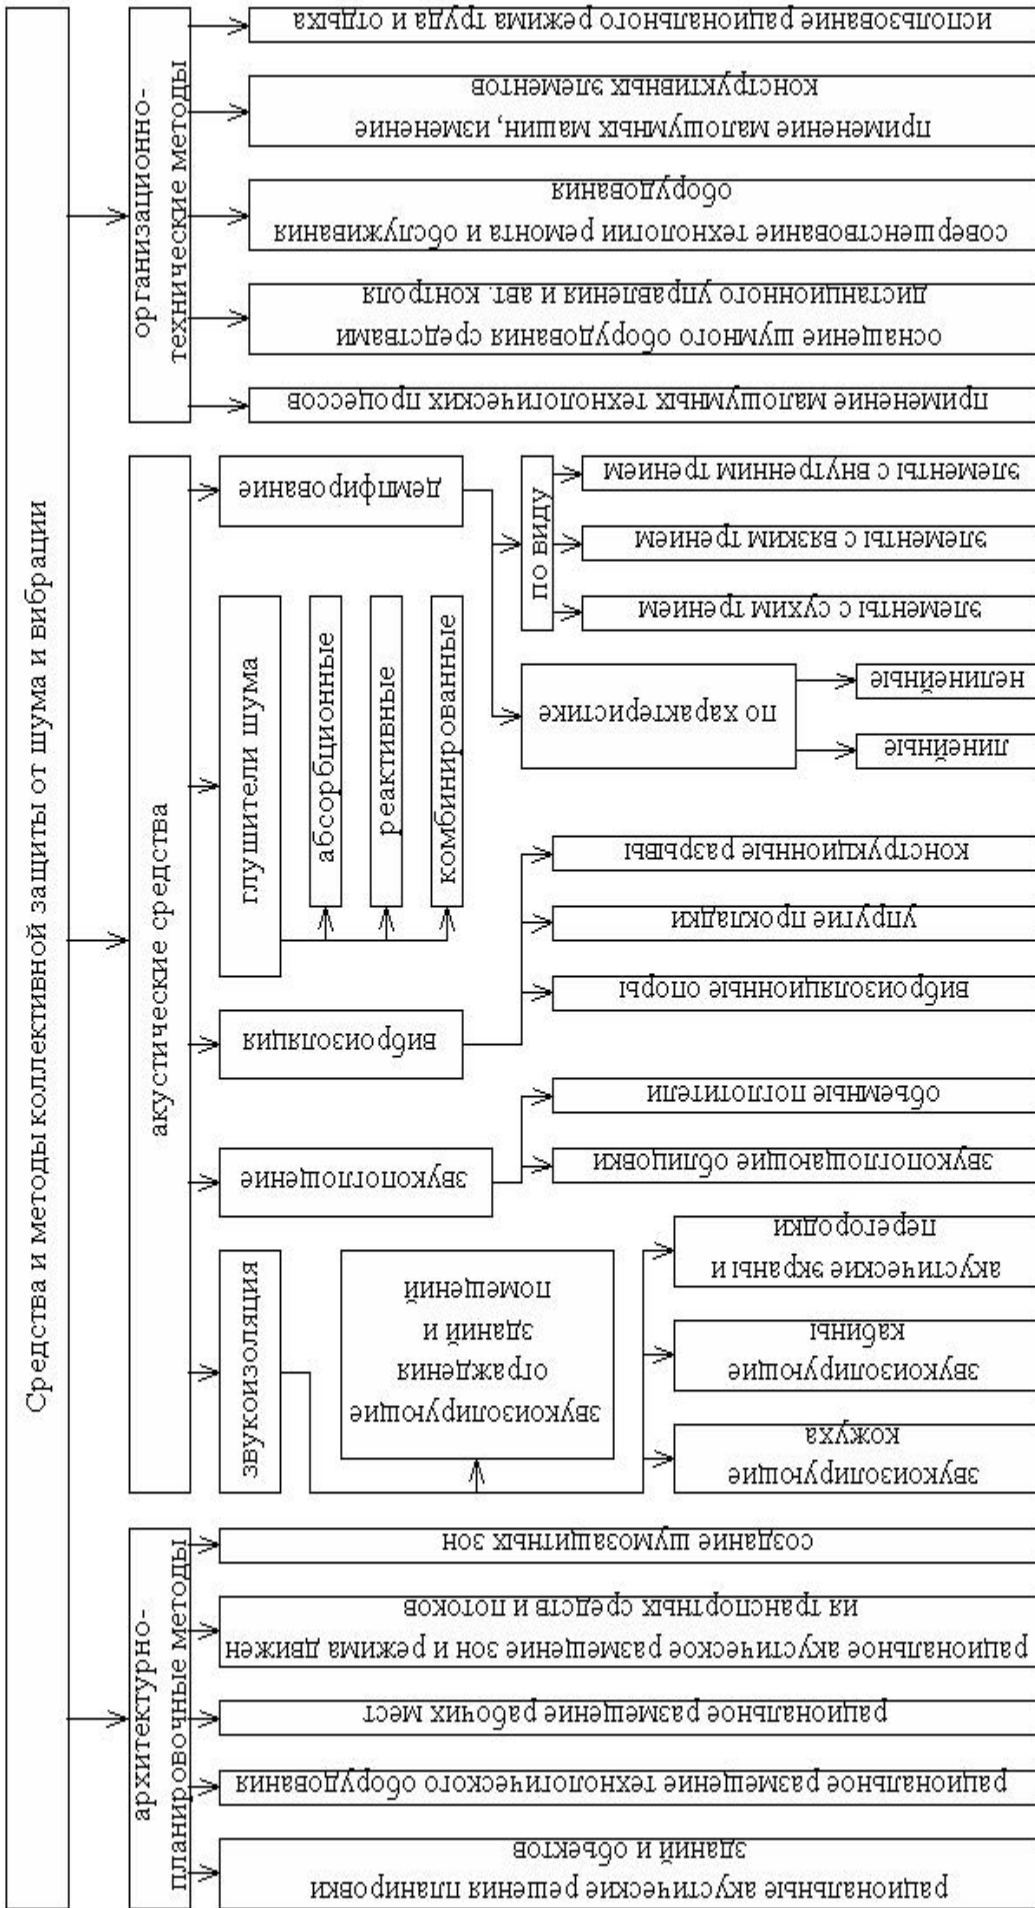 Средства и методы коллективной защиты от шума и вибрации
архитектурно-
планировочные методы
рациональные акустические решения планировки
зданий и объектов
рациональное размещение технологического оборудования
рациональное размещение рабочих мест
рациональное акустическое размещение зон и режима движен
ия транспортных средств и потоков
создание шумозащитных зон
акустические средства
звукоизоляция
звукоизолирующие
ограждения
зданий и
помещений
звукоизолирующие
кожуха
звукоизолирующие
кабины
акустические экраны и
перегородки
звукопоглощение
звукопоглощающие облицовки
объемные поглотители
виброизоляция
виброизоляционные опоры
упругие прокладки
конструкционные разрывы
глушители шума
абсорбционные
реактивные
комбинированные
демпфирование
по характеристике
линейные
нелинейные
по виду
элементы с сухим трением
элементы с вязким трением
элементы с внутренним трением
организационно-
технические методы
применение малошумных технологических процессов
оснащение шумного оборудования средствами
дистанционного управления и авт. контроля
совершенствование технологии ремонта и обслуживания
оборудования
применение малошумных машин, изменение
конструктивных элементов
использование рационального режима труда и отдыха